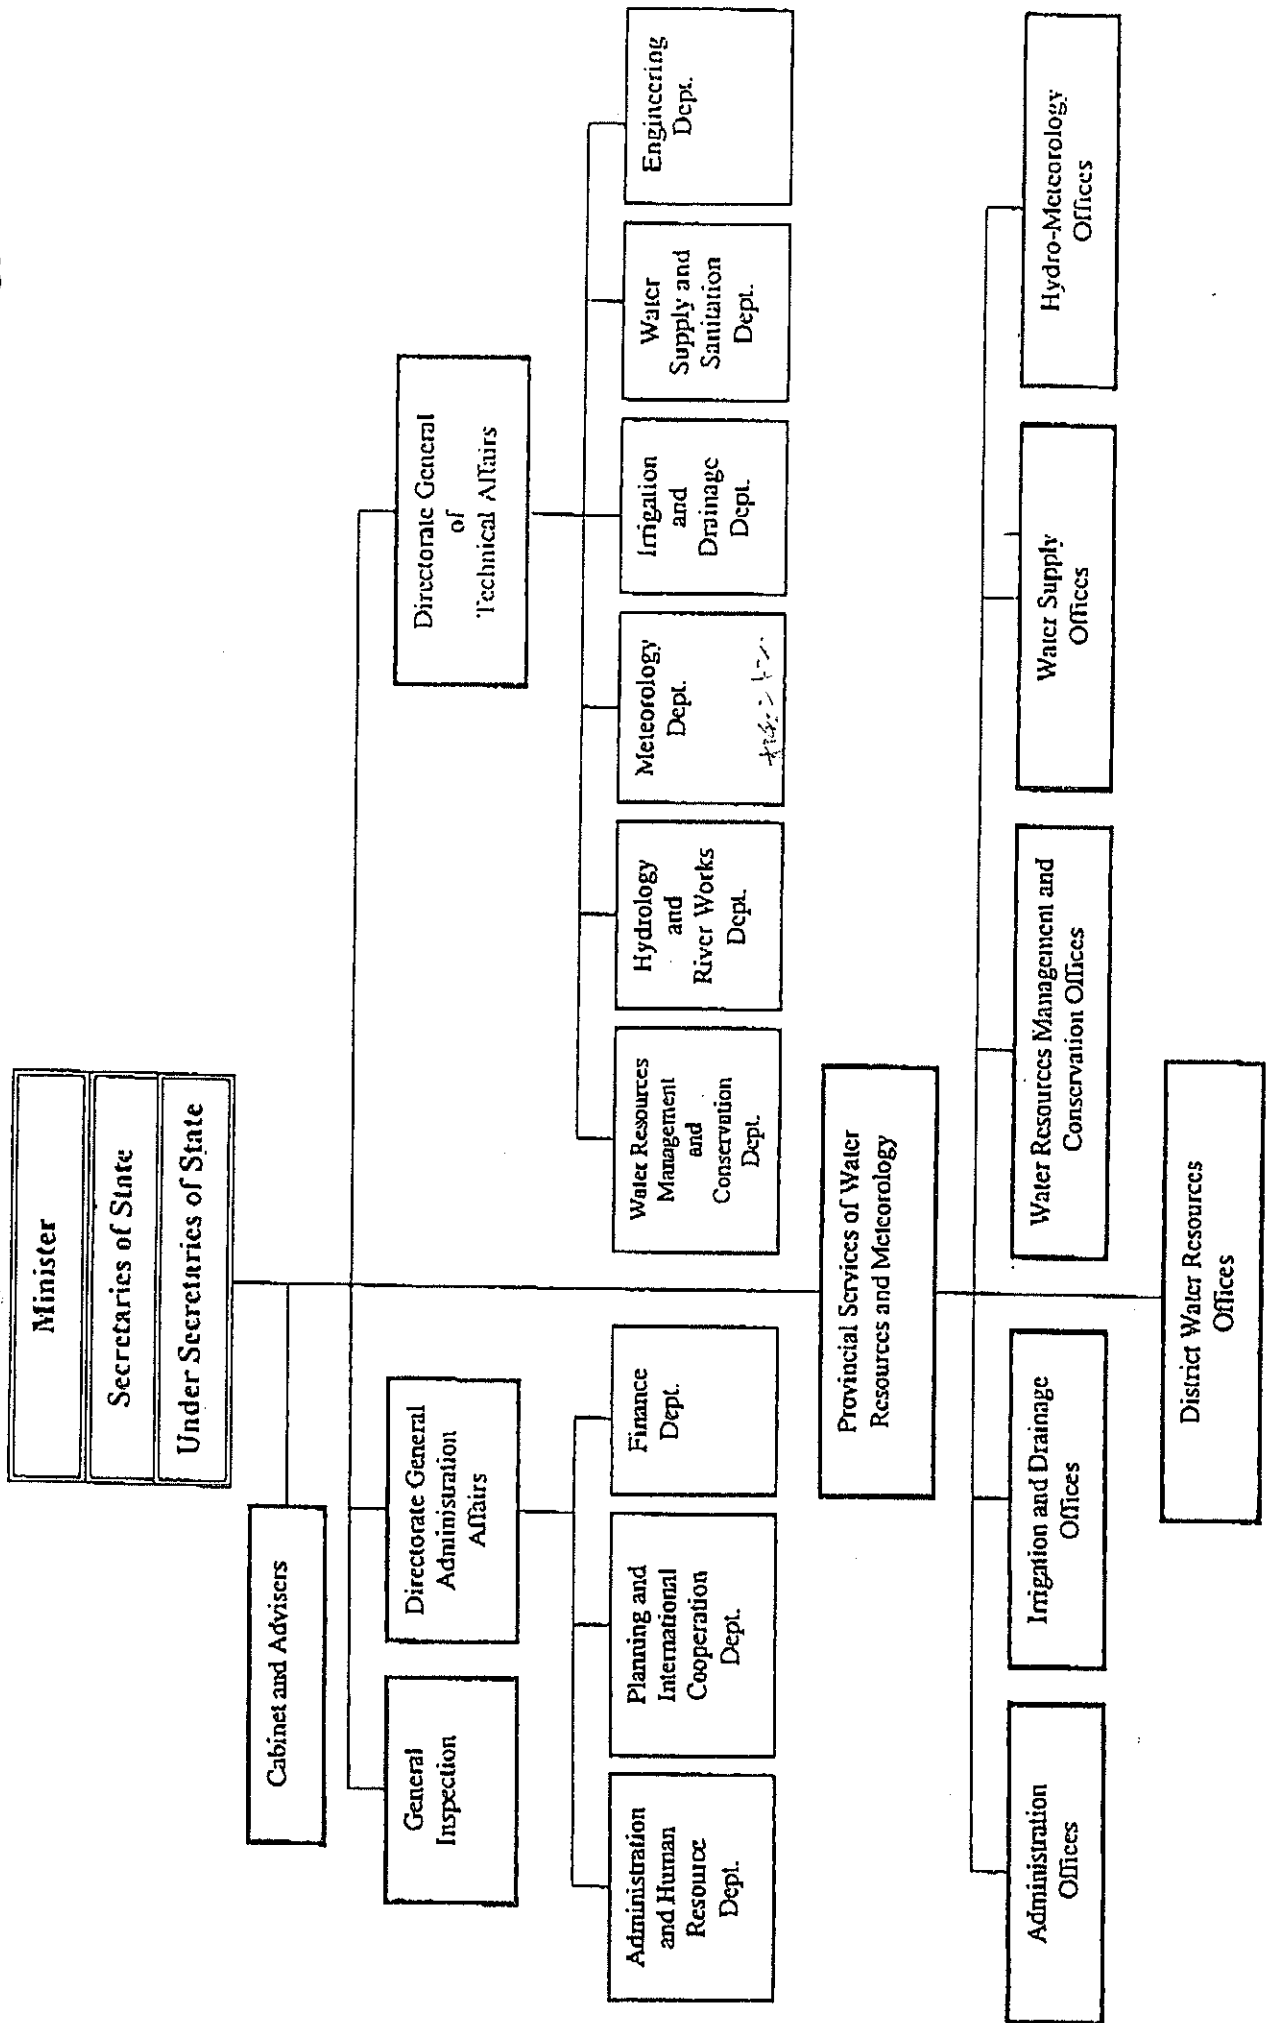 Minister
Secretaries of State
Under Secretaries of State
Cabinet and Advisers
General
Inspection
Directorate General
Administration
Affairs
Directorate General
of
Technical Affairs
Administration
and Human
Resource
Dept.
Planning and
International
Cooperation
Dept.
Finance
Dept.
Water Resources
Management
and
Conservation
Dept.
Hydrology
and
River Works
Dept.
Meteorology
Dept.
Irrigation
and
Drainage
Dept.
Water
Supply and
Sanitation
Dept.
Engineering
Dept.
Provincial Services of Water
Resources and Meteorology
Administration
Offices
Irrigation and Drainage
Offices
Water Resources Management and
Conservation Offices
Water Supply
Offices
Hydro-Meteorology
Offices
District Water Resources
Offices